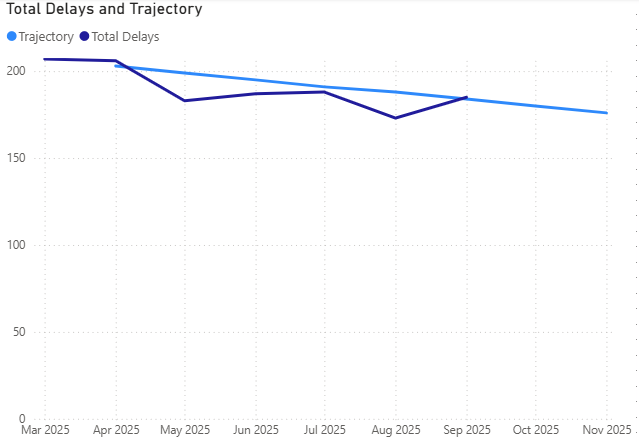 Total Delays and Trajectory
Trajectory Total Delays
200
150
100
50
0
Mar 2025 Apr 2025 May 2025 Jun 2025 Jul 2025 Aug 2025 Sep 2025 Oct 2025 Nov 2025